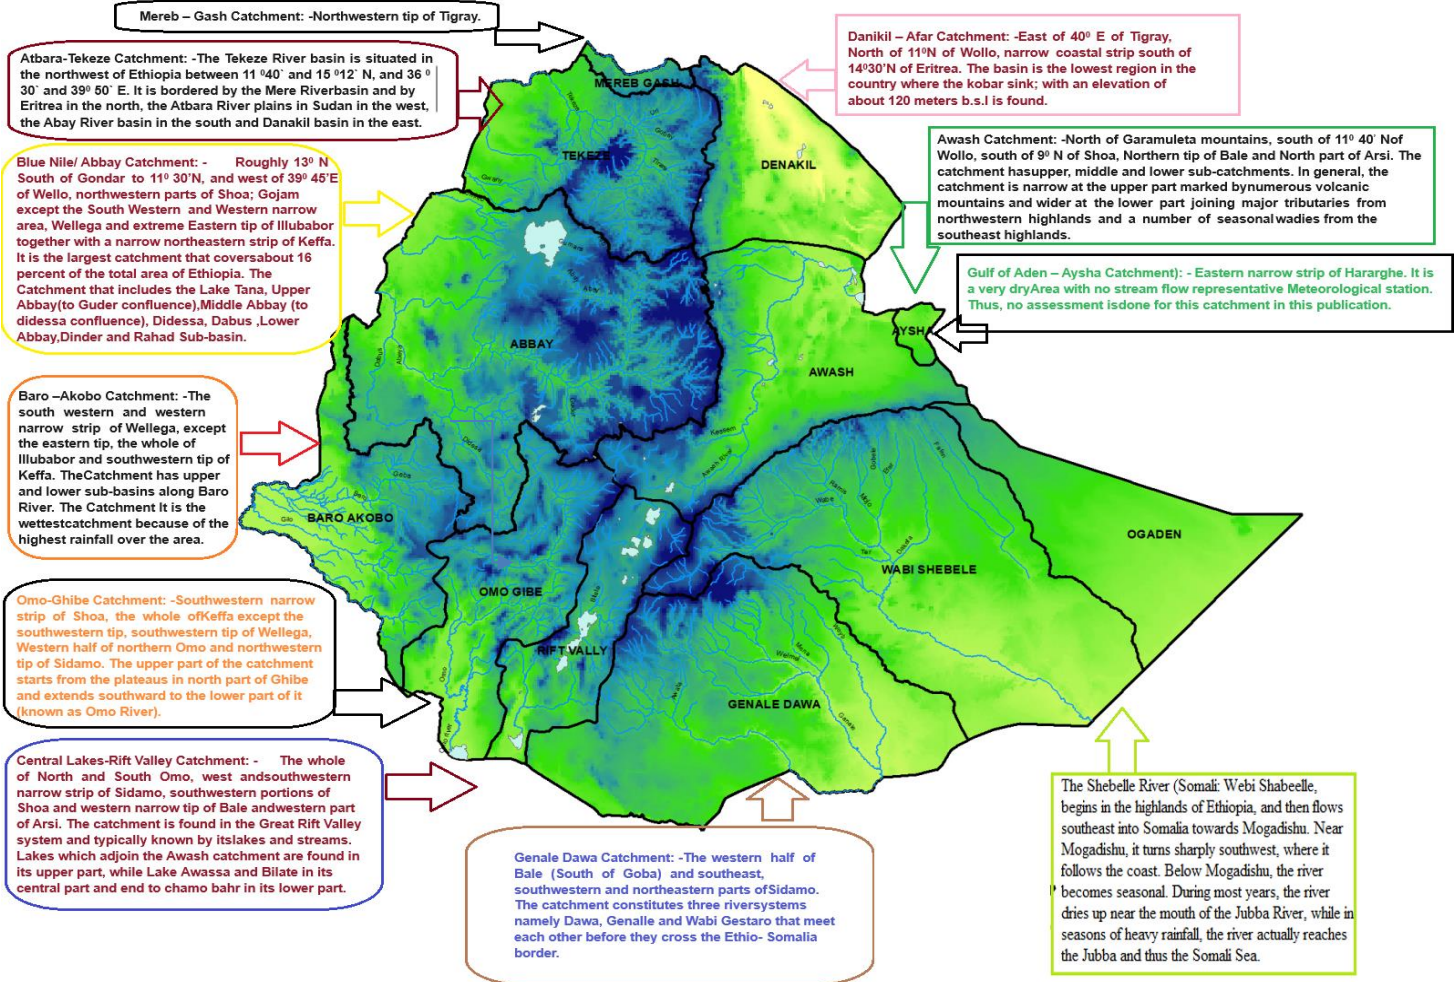 Mereb – Gash Catchment: -Northwestern tip of Tigray.
Atbara-Tekeze Catchment: -The Tekeze River basin is situated in
the northwest of Ethiopia between 11 ⁰40` and 15 ⁰12` N, and 36 ⁰
30` and 39⁰ 50` E. It is bordered by the Mere Riverbasin and by
Eritrea in the north, the Atbara River plains in Sudan in the west,
the Abay River basin in the south and Danakil basin in the east.
Blue Nile/ Abbay Catchment: - Roughly 13⁰ N
South of Gondar to 11⁰ 30’N, and west of 39⁰ 45’E
of Wello, northwestern parts of Shoa; Gojam
except the South Western and Western narrow
area, Wellega and extreme Eastern tip of Illubabor
together with a narrow northeastern strip of Keffa.
It is the largest catchment that coversabout 16
percent of the total area of Ethiopia. The
Catchment that includes the Lake Tana, Upper
Abbay(to Guder confluence),Middle Abbay (to
didessa confluence), Didessa, Dabus ,Lower
Abbay,Dinder and Rahad Sub-basin.
Baro –Akobo Catchment: -The
south western and western
narrow strip of Wellega, except
the eastern tip, the whole of
Illubabor and southwestern tip of
Keffa. TheCatchment has upper
and lower sub-basins along Baro
River. The Catchment It is the
wettestcatchment because of the
highest rainfall over the area.
Omo-Ghibe Catchment: -Southwestern narrow
strip of Shoa, the whole ofKeffa except the
southwestern tip, southwestern tip of Wellega,
Western half of northern Omo and northwestern
tip of Sidamo. The upper part of the catchment
starts from the plateaus in north part of Ghibe
and extends southward to the lower part of it
(known as Omo River).
Central Lakes-Rift Valley Catchment: - The whole
of North and South Omo, west andsouthwestern
narrow strip of Sidamo, southwestern portions of
Shoa and western narrow tip of Bale andwestern part
of Arsi. The catchment is found in the Great Rift Valley
system and typically known by itslakes and streams.
Lakes which adjoin the Awash catchment are found in
its upper part, while Lake Awassa and Bilate in its
central part and end to chamo bahr in its lower part.
Danikil – Afar Catchment: -East of 40⁰ E of Tigray,
North of 11⁰N of Wollo, narrow coastal strip south of
14⁰30’N of Eritrea. The basin is the lowest region in the
country where the kobar sink; with an elevation of
about 120 meters b.s.l is found.
Awash Catchment: -North of Garamuleta mountains, south of 11⁰ 40’ Nof
Wollo, south of 9⁰ N of Shoa, Northern tip of Bale and North part of Arsi. The
catchment hasupper, middle and lower sub-catchments. In general, the
catchment is narrow at the upper part marked bynumerous volcanic
mountains and wider at the lower part joining major tributaries from
northwestern highlands and a number of seasonalwadies from the
southeast highlands.
Gulf of Aden – Aysha Catchment): - Eastern narrow strip of Hararghe. It is
a very dryArea with no stream flow representative Meteorological station.
Thus, no assessment isdone for this catchment in this publication.
MEREB GASH
TEKEZE
DENAKIL
ABBAY
AYSHA
AWASH
BARO AKOBO
OMO GIBE
RIFT VALLY
WABI SHEBELE
OGADEN
GENALE DAWA
Tekeze
Dabus
Didessa
Kessem
Awash River
Geba
Baro
Gilo
Omo
Wabe
Dakata
Welmel
Mena
Weyb
Genale
Awata
Genale Dawa Catchment: -The western half of
Bale (South of Goba) and southeast,
southwestern and northeastern parts ofSidamo.
The catchment constitutes three riversystems
namely Dawa, Genalle and Wabi Gestaro that meet
each other before they cross the Ethio- Somalia
border.
The Shebelle River (Somali: Webi Shabeelle,
begins in the highlands of Ethiopia, and then flows
southeast into Somalia towards Mogadishu. Near
Mogadishu, it turns sharply southwest, where it
follows the coast. Below Mogadishu, the river
becomes seasonal. During most years, the river
dries up near the mouth of the Jubba River, while in
seasons of heavy rainfall, the river actually reaches
the Jubba and thus the Somali Sea.